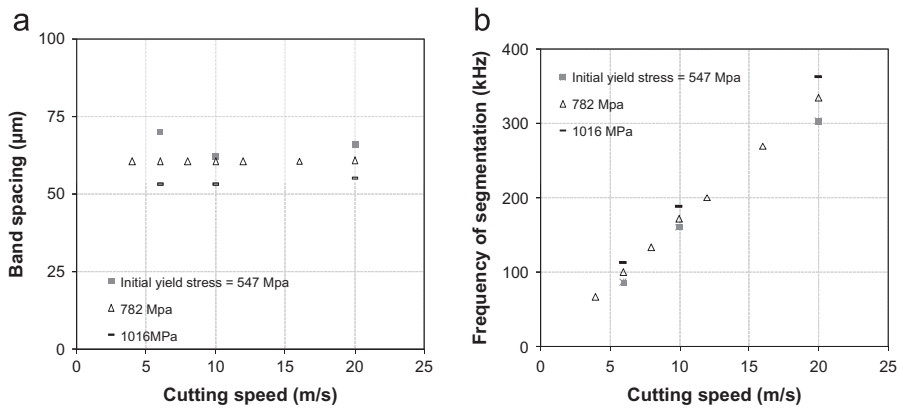 a
100
75
50
25
0
Band spacing (µm)
Initial yield stress = 547 Mpa
782 Mpa
1016MPa
0 5 10 15 20 25
Cutting speed (m/s)
b
400
300
200
100
0
Frequency of segmentation (kHz)
Initial yield stress = 547 Mpa
782 Mpa
1016 MPa
0 5 10 15 20 25
Cutting speed (m/s)